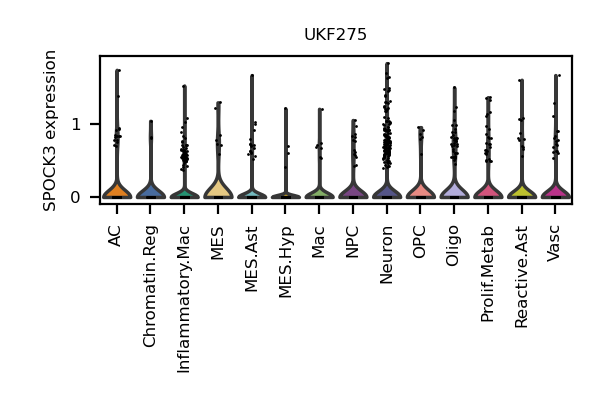 UKF275
SPOCK3 expression
1
0
AC
Chromatin.Reg
Inflammatory.Mac
MES
MES.Ast
MES.Hyp
Mac
NPC
Neuron
OPC
Oligo
Prolif.Metab
Reactive.Ast
Vasc